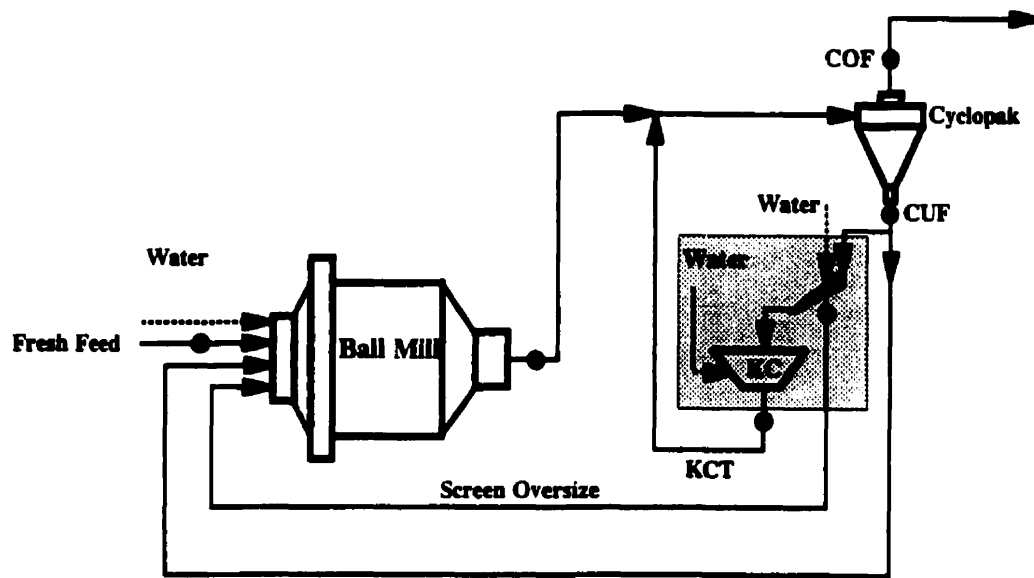 COF
Cyclopak
Water
CUF
Water
Water
Fresh Feed
Ball Mill
KC
KCT
Screen Oversize